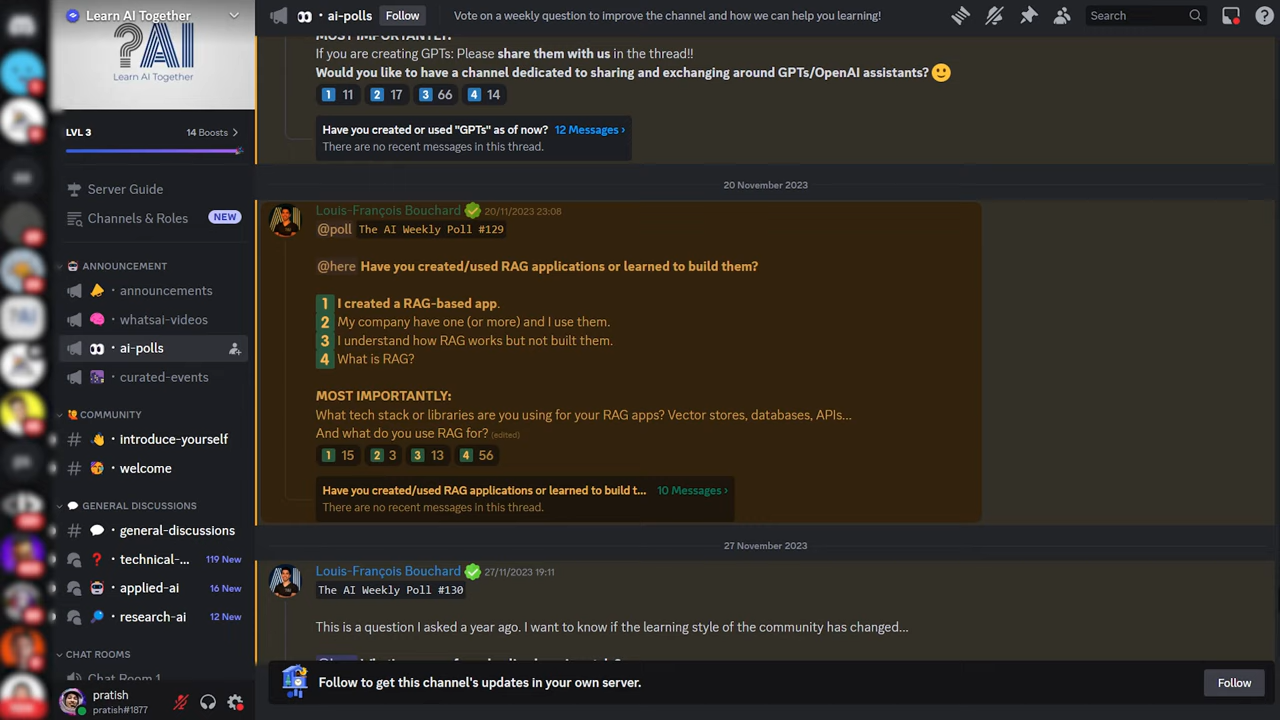 Learn AI Together
?AI
Learn AI Together
LVL 3
14 Boosts
Server Guide
Channels & Roles
NEW
ANNOUNCEMENT
announcements
whatsai-videos
ai-polls
curated-events
COMMUNITY
introduce-yourself
welcome
GENERAL DISCUSSIONS
general-discussions
technical-...
119 New
applied-ai
16 New
research-ai
12 New
CHAT ROOMS
Chat Room 1
pratish
pratish#1877
ai-polls
Follow
Vote on a weekly question to improve the channel and how we can help you learning!
Search
MOST IMPORTANTLY:
If you are creating GPTs: Please share them with us in the thread!!
Would you like to have a channel dedicated to sharing and exchanging around GPTs/OpenAI assistants?
1 11 2 17 3 66 4 14
Have you created or used "GPTs" as of now? 12 Messages ›
There are no recent messages in this thread.
20 November 2023
Louis-François Bouchard 20/11/2023 23:08
@poll The AI Weekly Poll #129
@here Have you created/used RAG applications or learned to build them?
1 I created a RAG-based app.
2 My company have one (or more) and I use them.
3 I understand how RAG works but not built them.
4 What is RAG?
MOST IMPORTANTLY:
What tech stack or libraries are you using for your RAG apps? Vector stores, databases, APIs...
And what do you use RAG for? (edited)
1 15 2 3 3 13 4 56
Have you created/used RAG applications or learned to build t... 10 Messages ›
There are no recent messages in this thread.
27 November 2023
Louis-François Bouchard 27/11/2023 19:11
The AI Weekly Poll #130
This is a question I asked a year ago. I want to know if the learning style of the community has changed...
Follow to get this channel's updates in your own server.
Follow